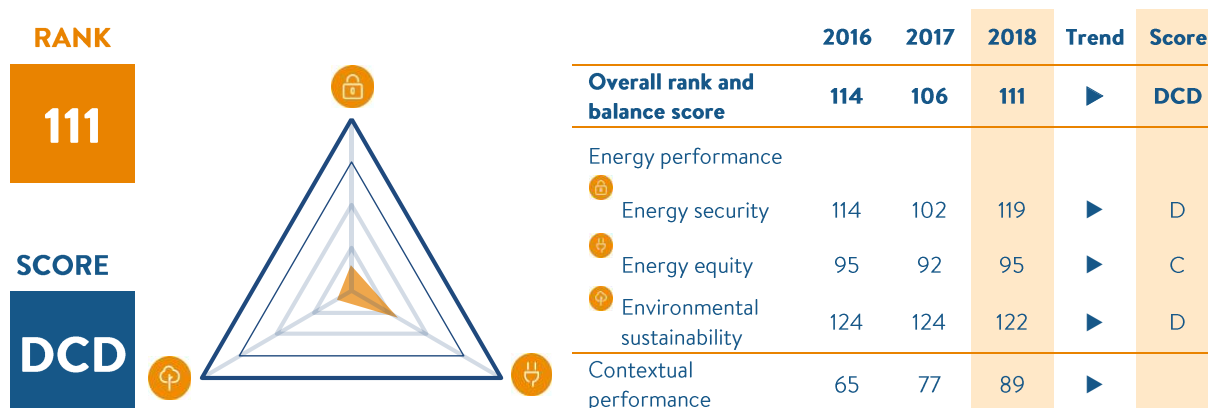 RANK
111
SCORE
DCD
2016 2017 2018 Trend Score
Overall rank and
balance score 114 106 111 DCD
Energy performance
Energy security 114 102 119 D
Energy equity 95 92 95 C
Environmental
sustainability 124 124 122 D
Contextual
performance 65 77 89